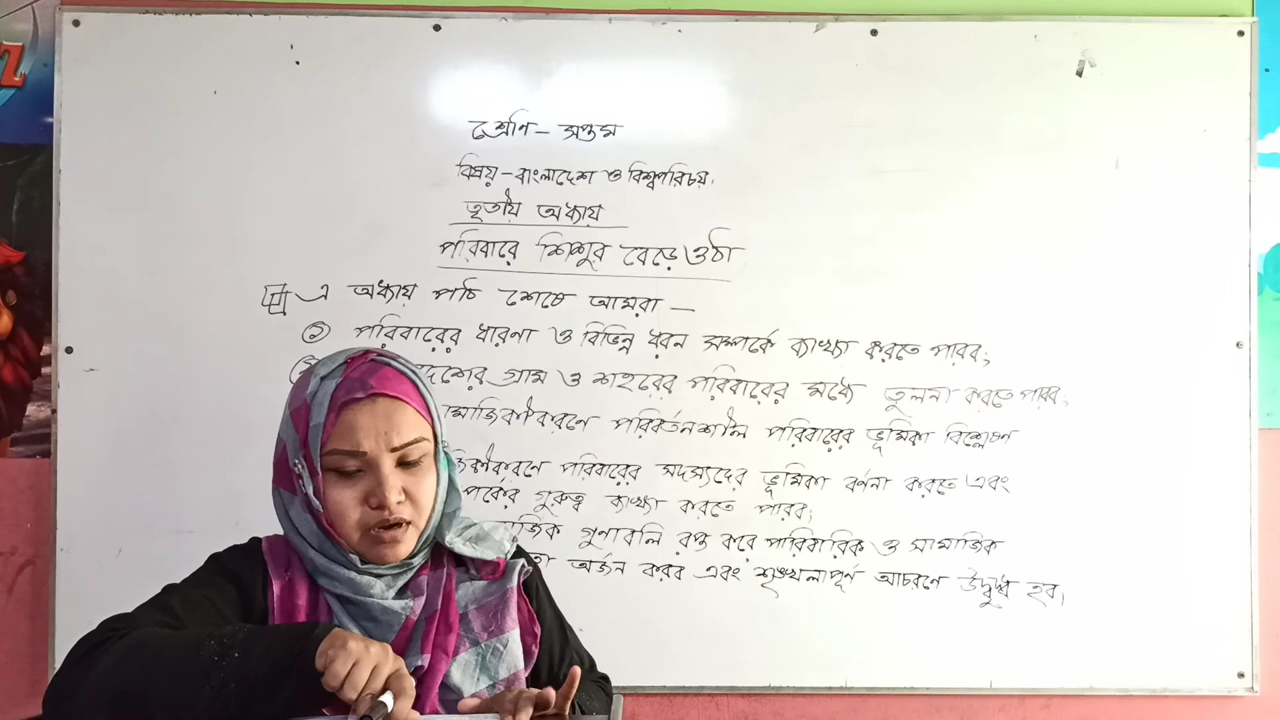 শ্রেণি - সপ্তম
বিষয় - বাংলাদেশ ও বিশ্বপরিচয়।
তৃতীয় অধ্যায়
পরিবারে শিশুর বেড়ে ওঠা
এ অধ্যায় পাঠ শেষে আমরা —
১ পরিবারের ধারণা ও বিভিন্ন ধরন সম্পর্কে ব্যাখ্যা করতে পারব;
গ্রাম ও শহরের পরিবারের মধ্যে তুলনা করতে পারব;
পরিবর্তনশীল পরিবারের ভূমিকা বিশ্লেষণ
পরিবারের সদস্যদের ভূমিকা বর্ণনা করতে এবং
গুরুত্ব ব্যাখ্যা করতে পারব;
গুণাবলি রপ্ত করে পারিবারিক ও সামাজিক
অর্জন করব এবং শৃঙ্খলাপূর্ণ আচরণে উদ্বুদ্ধ হব।